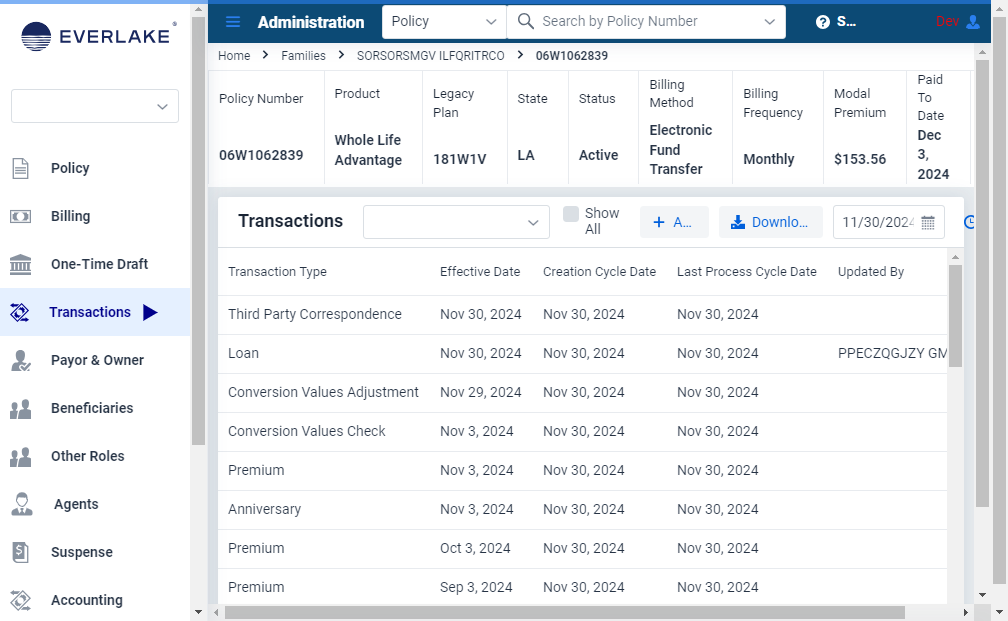 EVERLAKE
Administration
Policy
Search by Policy Number
? S...
Dev
Home > Families > SORSORSMGV ILFQRITRCO > 06W1062839
Policy Number
06W1062839
Product
Whole Life
Advantage
Legacy
Plan
181W1V
State
LA
Status
Active
Billing
Method
Electronic
Fund
Transfer
Billing
Frequency
Monthly
Modal
Premium
$153.56
Paid
To
Date
Dec
3,
2024
Policy
Billing
One-Time Draft
Transactions
Payor & Owner
Beneficiaries
Other Roles
Agents
Suspense
Accounting
Transactions
Show
All
+ A...
Downlo...
11/30/2024
Transaction Type Effective Date Creation Cycle Date Last Process Cycle Date Updated By
Third Party Correspondence Nov 30, 2024 Nov 30, 2024 Nov 30, 2024
Loan Nov 30, 2024 Nov 30, 2024 Nov 30, 2024 PPECZQGJZY GM
Conversion Values Adjustment Nov 29, 2024 Nov 30, 2024 Nov 30, 2024
Conversion Values Check Nov 3, 2024 Nov 30, 2024 Nov 30, 2024
Premium Nov 3, 2024 Nov 30, 2024 Nov 30, 2024
Anniversary Nov 3, 2024 Nov 30, 2024 Nov 30, 2024
Premium Oct 3, 2024 Nov 30, 2024 Nov 30, 2024
Premium Sep 3, 2024 Nov 30, 2024 Nov 30, 2024